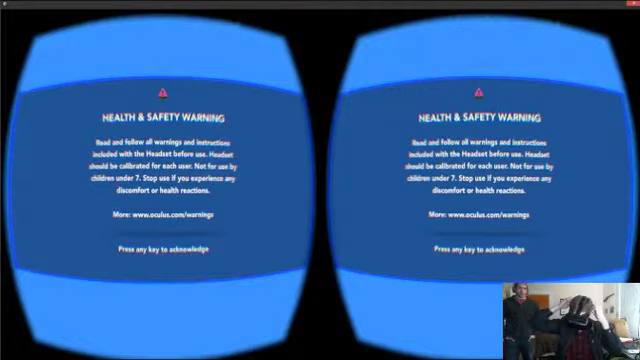 HEALTH & SAFETY WARNING
Read and follow all warnings and instructions
included with the Headset before use. Headset
should be calibrated for each user. Not for use by
children under 7. Stop use if you experience any
discomfort or health reactions.
More: www.oculus.com/warnings
Press any key to acknowledge
HEALTH & SAFETY WARNING
Read and follow all warnings and instructions
included with the Headset before use. Headset
should be calibrated for each user. Not for use by
children under 7. Stop use if you experience any
discomfort or health reactions.
More: www.oculus.com/warnings
Press any key to acknowledge